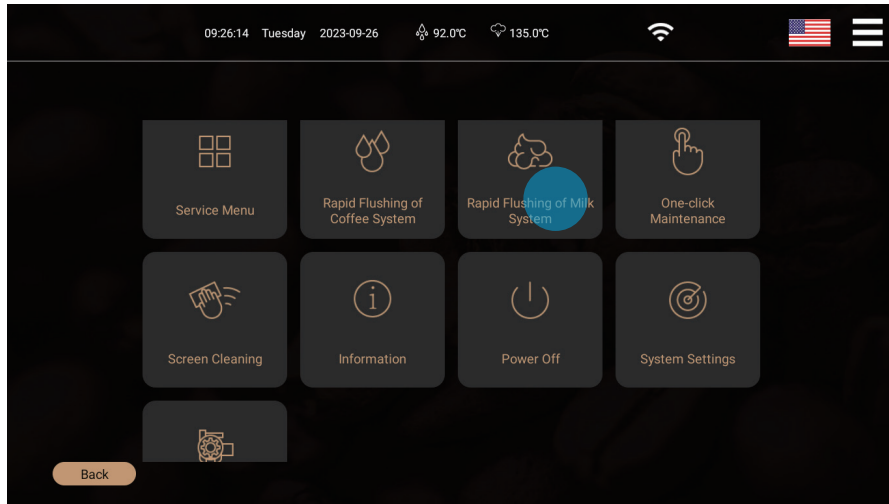 09:26:14 Tuesday 2023-09-26 92.0℃ 135.0℃
Service Menu
Rapid Flushing of
Coffee System
Rapid Flushing of Milk
System
One-click
Maintenance
Screen Cleaning
Information
Power Off
System Settings
Back